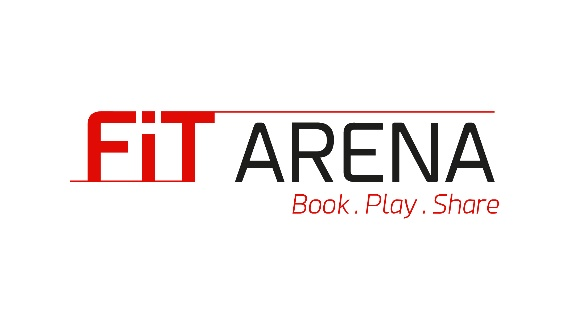 FiT ARENA
Book . Play . Share